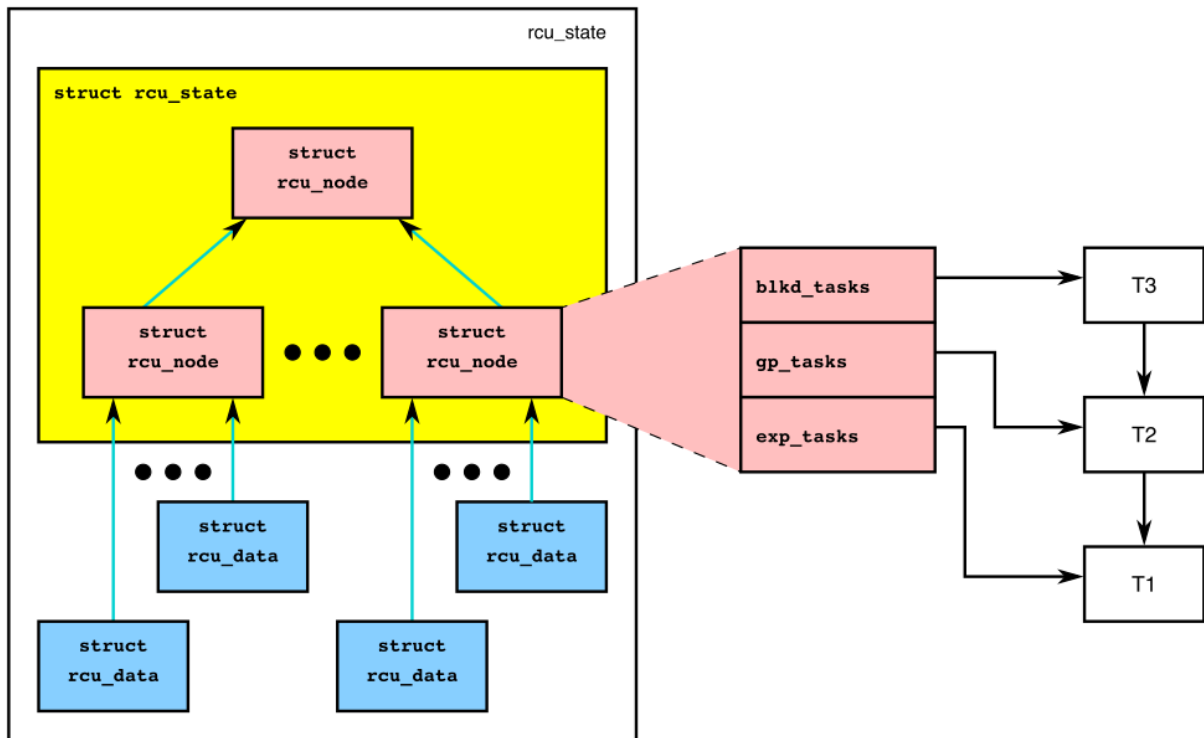 rcu_state
struct rcu_state
struct
rcu_node
struct
rcu_node
struct
rcu_node
blkd_tasks
gp_tasks
exp_tasks
T3
T2
T1
struct
rcu_data
struct
rcu_data
struct
rcu_data
struct
rcu_data